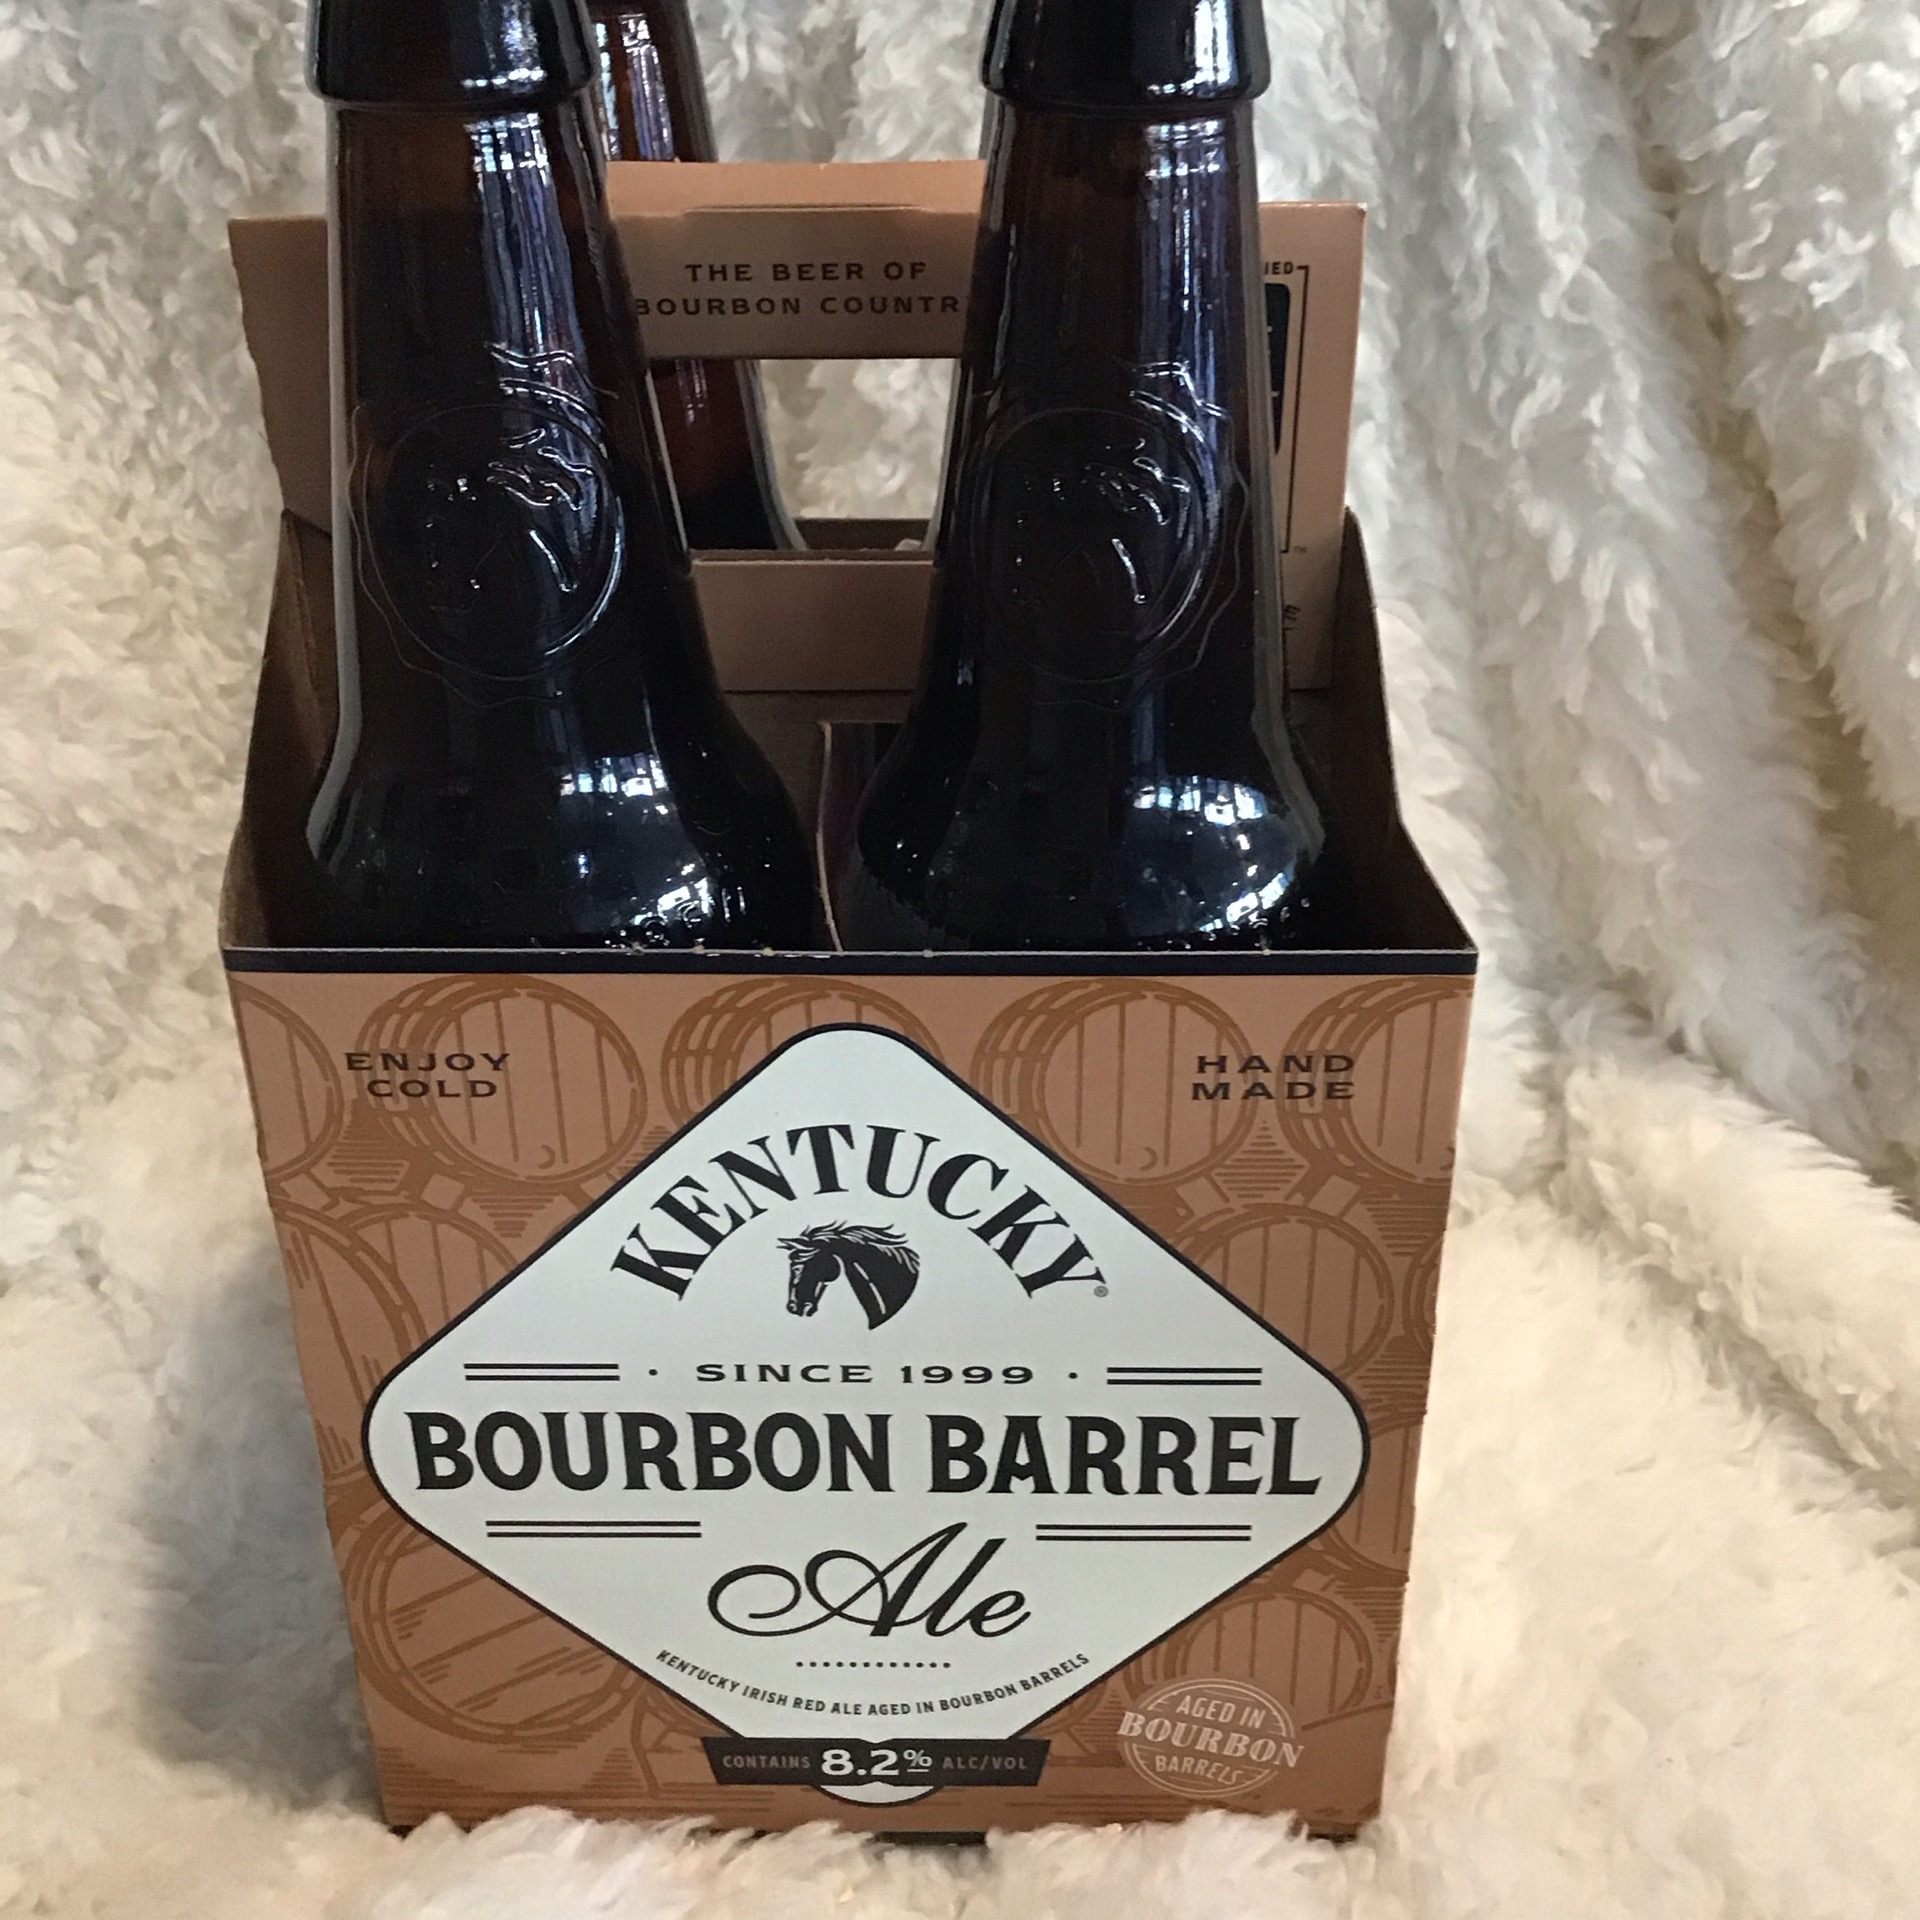 THE BEER OF
BOURBON COUNTR
IED
ENJOY
COLD
HAND
MADE
KENTUCKY®
· SINCE 1999 ·
BOURBON BARREL
Ale
KENTUCKY IRISH RED ALE AGED IN BOURBON BARRELS
CONTAINS 8.2% ALC/VOL
AGED IN
BOURBON
BARRELS